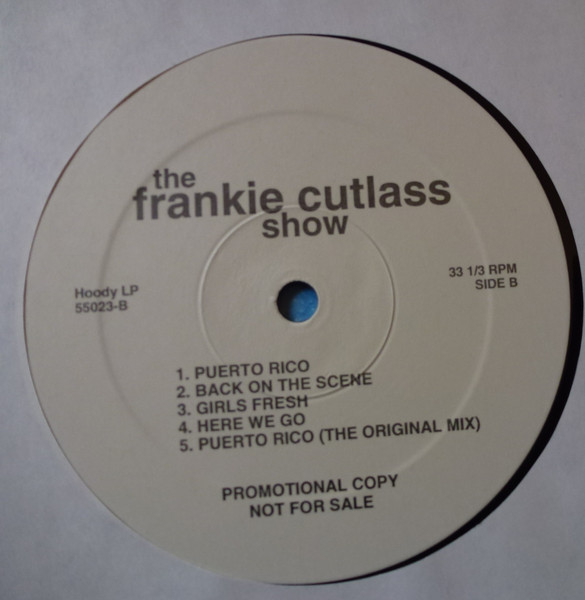 the
frankie cutlass
show
Hoody LP
55023-B
33 1/3 RPM
SIDE B
1. PUERTO RICO
2. BACK ON THE SCENE
3. GIRLS FRESH
4. HERE WE GO
5. PUERTO RICO (THE ORIGINAL MIX)
PROMOTIONAL COPY
NOT FOR SALE